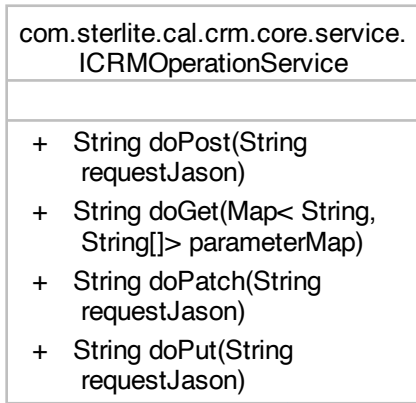 com.sterlite.cal.crm.core.service.
ICRMOperationService
+ String doPost(String
requestJason)
+ String doGet(Map< String,
String[]> parameterMap)
+ String doPatch(String
requestJason)
+ String doPut(String
requestJason)